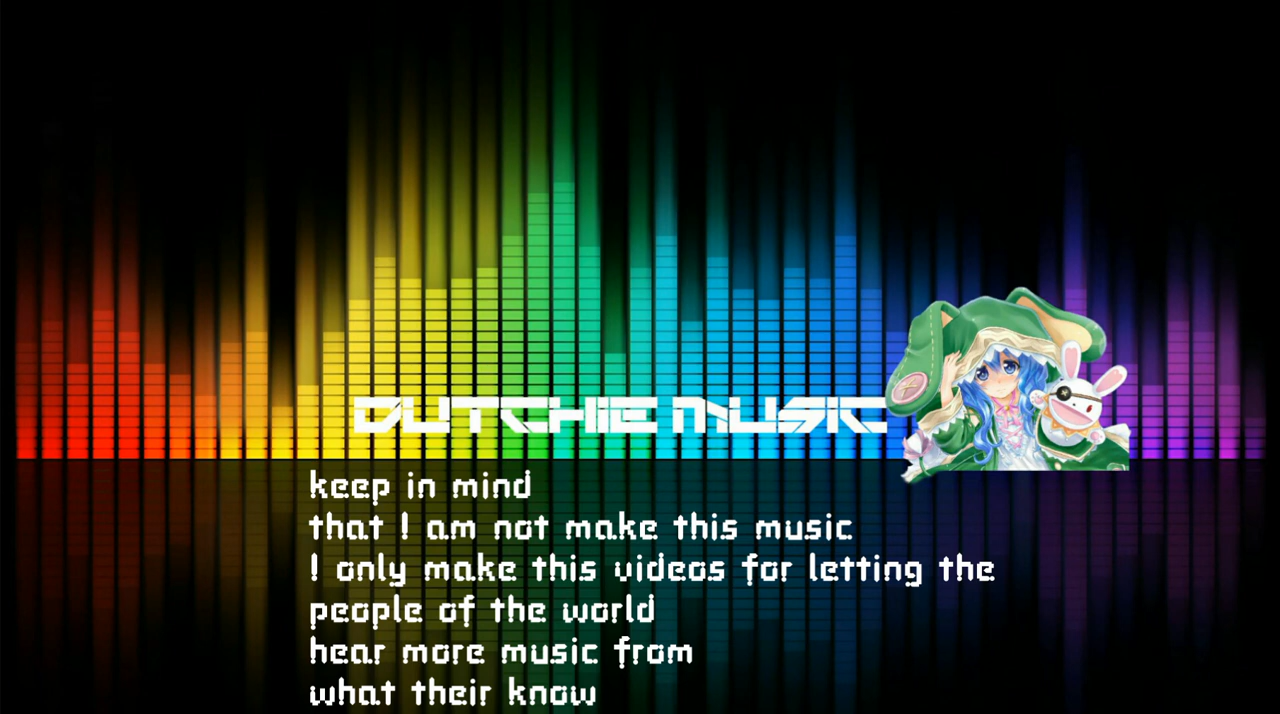 DUTCHIE MUSIC
keep in mind
that I am not make this music
I only make this videos for letting the
people of the world
hear more music from
what their know